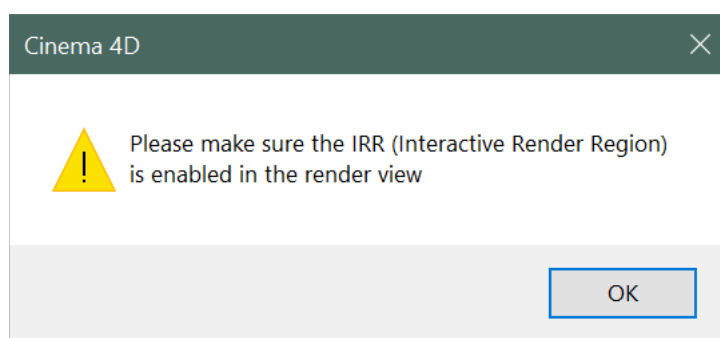 Cinema 4D
Please make sure the IRR (Interactive Render Region)
is enabled in the render view
OK